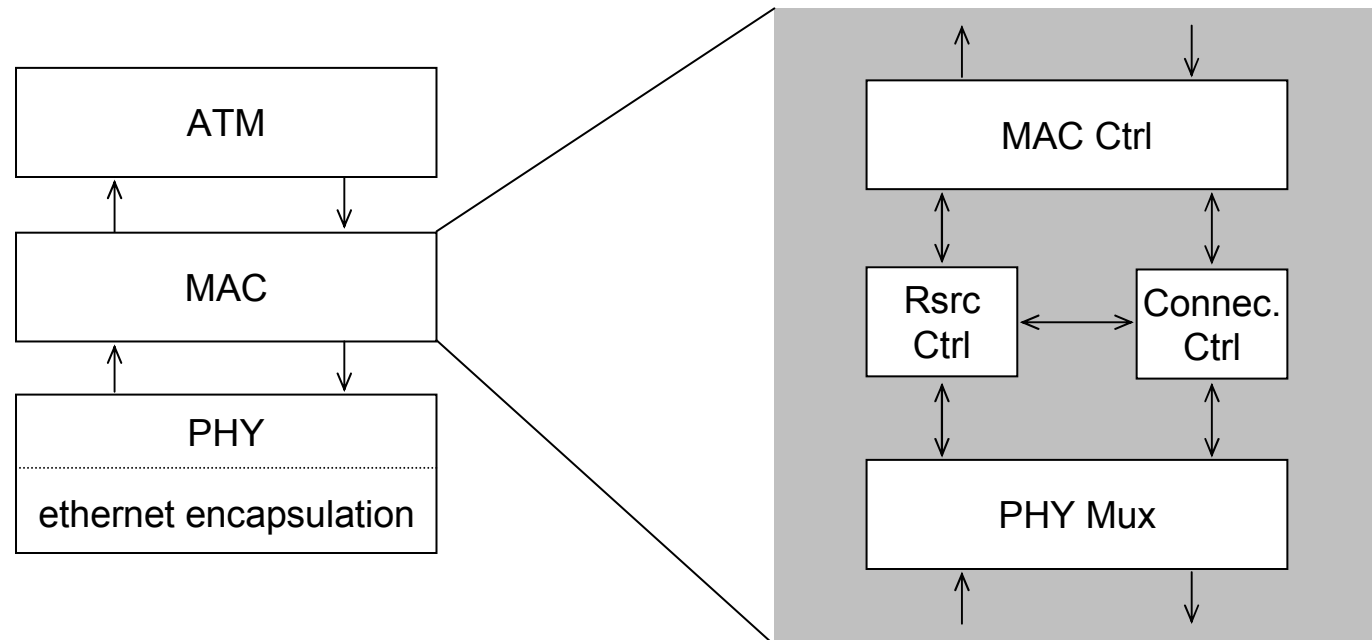 ATM
MAC
PHY
ethernet encapsulation
MAC Ctrl
Rsrc
Ctrl
Connec.
Ctrl
PHY Mux